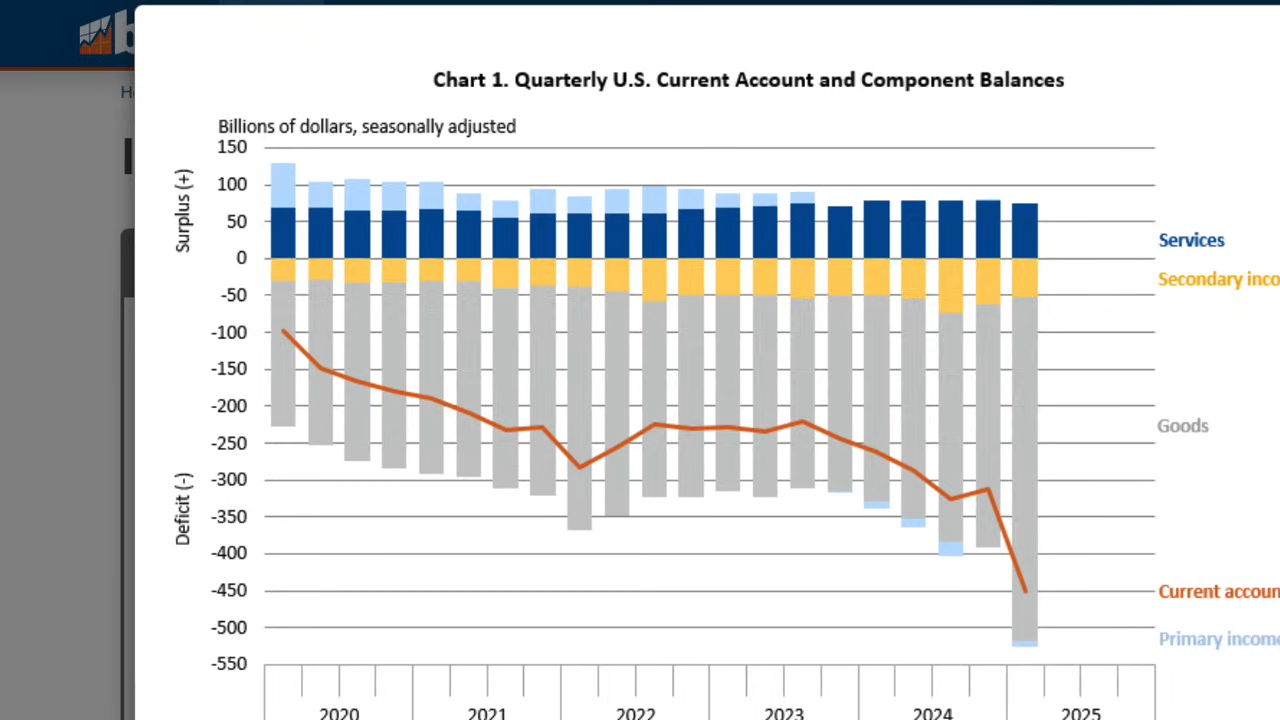 b
H
Chart 1. Quarterly U.S. Current Account and Component Balances
Billions of dollars, seasonally adjusted
150
100
50
0
-50
-100
-150
-200
-250
-300
-350
-400
-450
-500
-550
Surplus (+)
Deficit (-)
Services
Secondary inco
Goods
Current accoun
Primary income
2020 2021 2022 2023 2024 2025